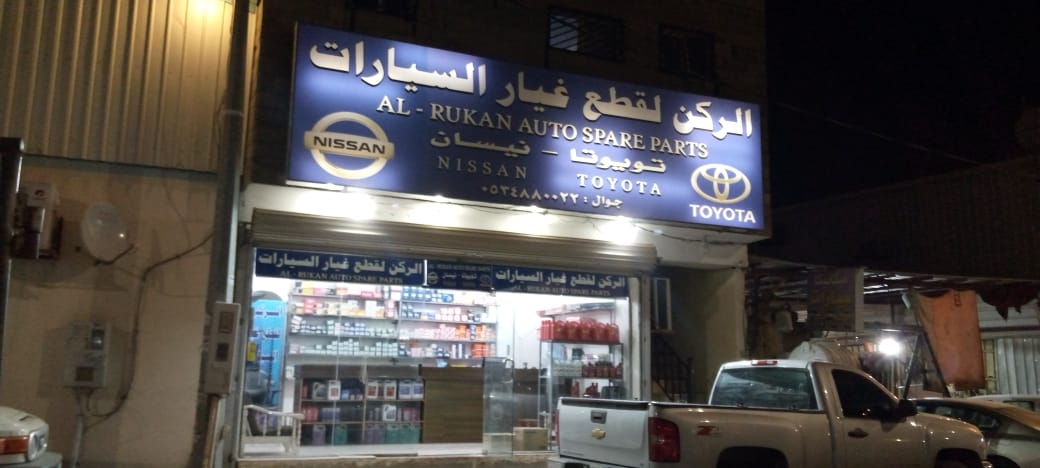 الركن لقطع غيار السيارات
AL - RUKAN AUTO SPARE PARTS
NISSAN
تويوتا - نيسان
NISSAN TOYOTA
TOYOTA
جوال : ٠٥٣٤٨٨٠٠٢٢
الركن لقطع غيار السيارات
AL - RUKAN AUTO SPARE PARTS
الركن لقطع غيار السيارات
AL - RUKAN AUTO SPARE PARTS
Z71